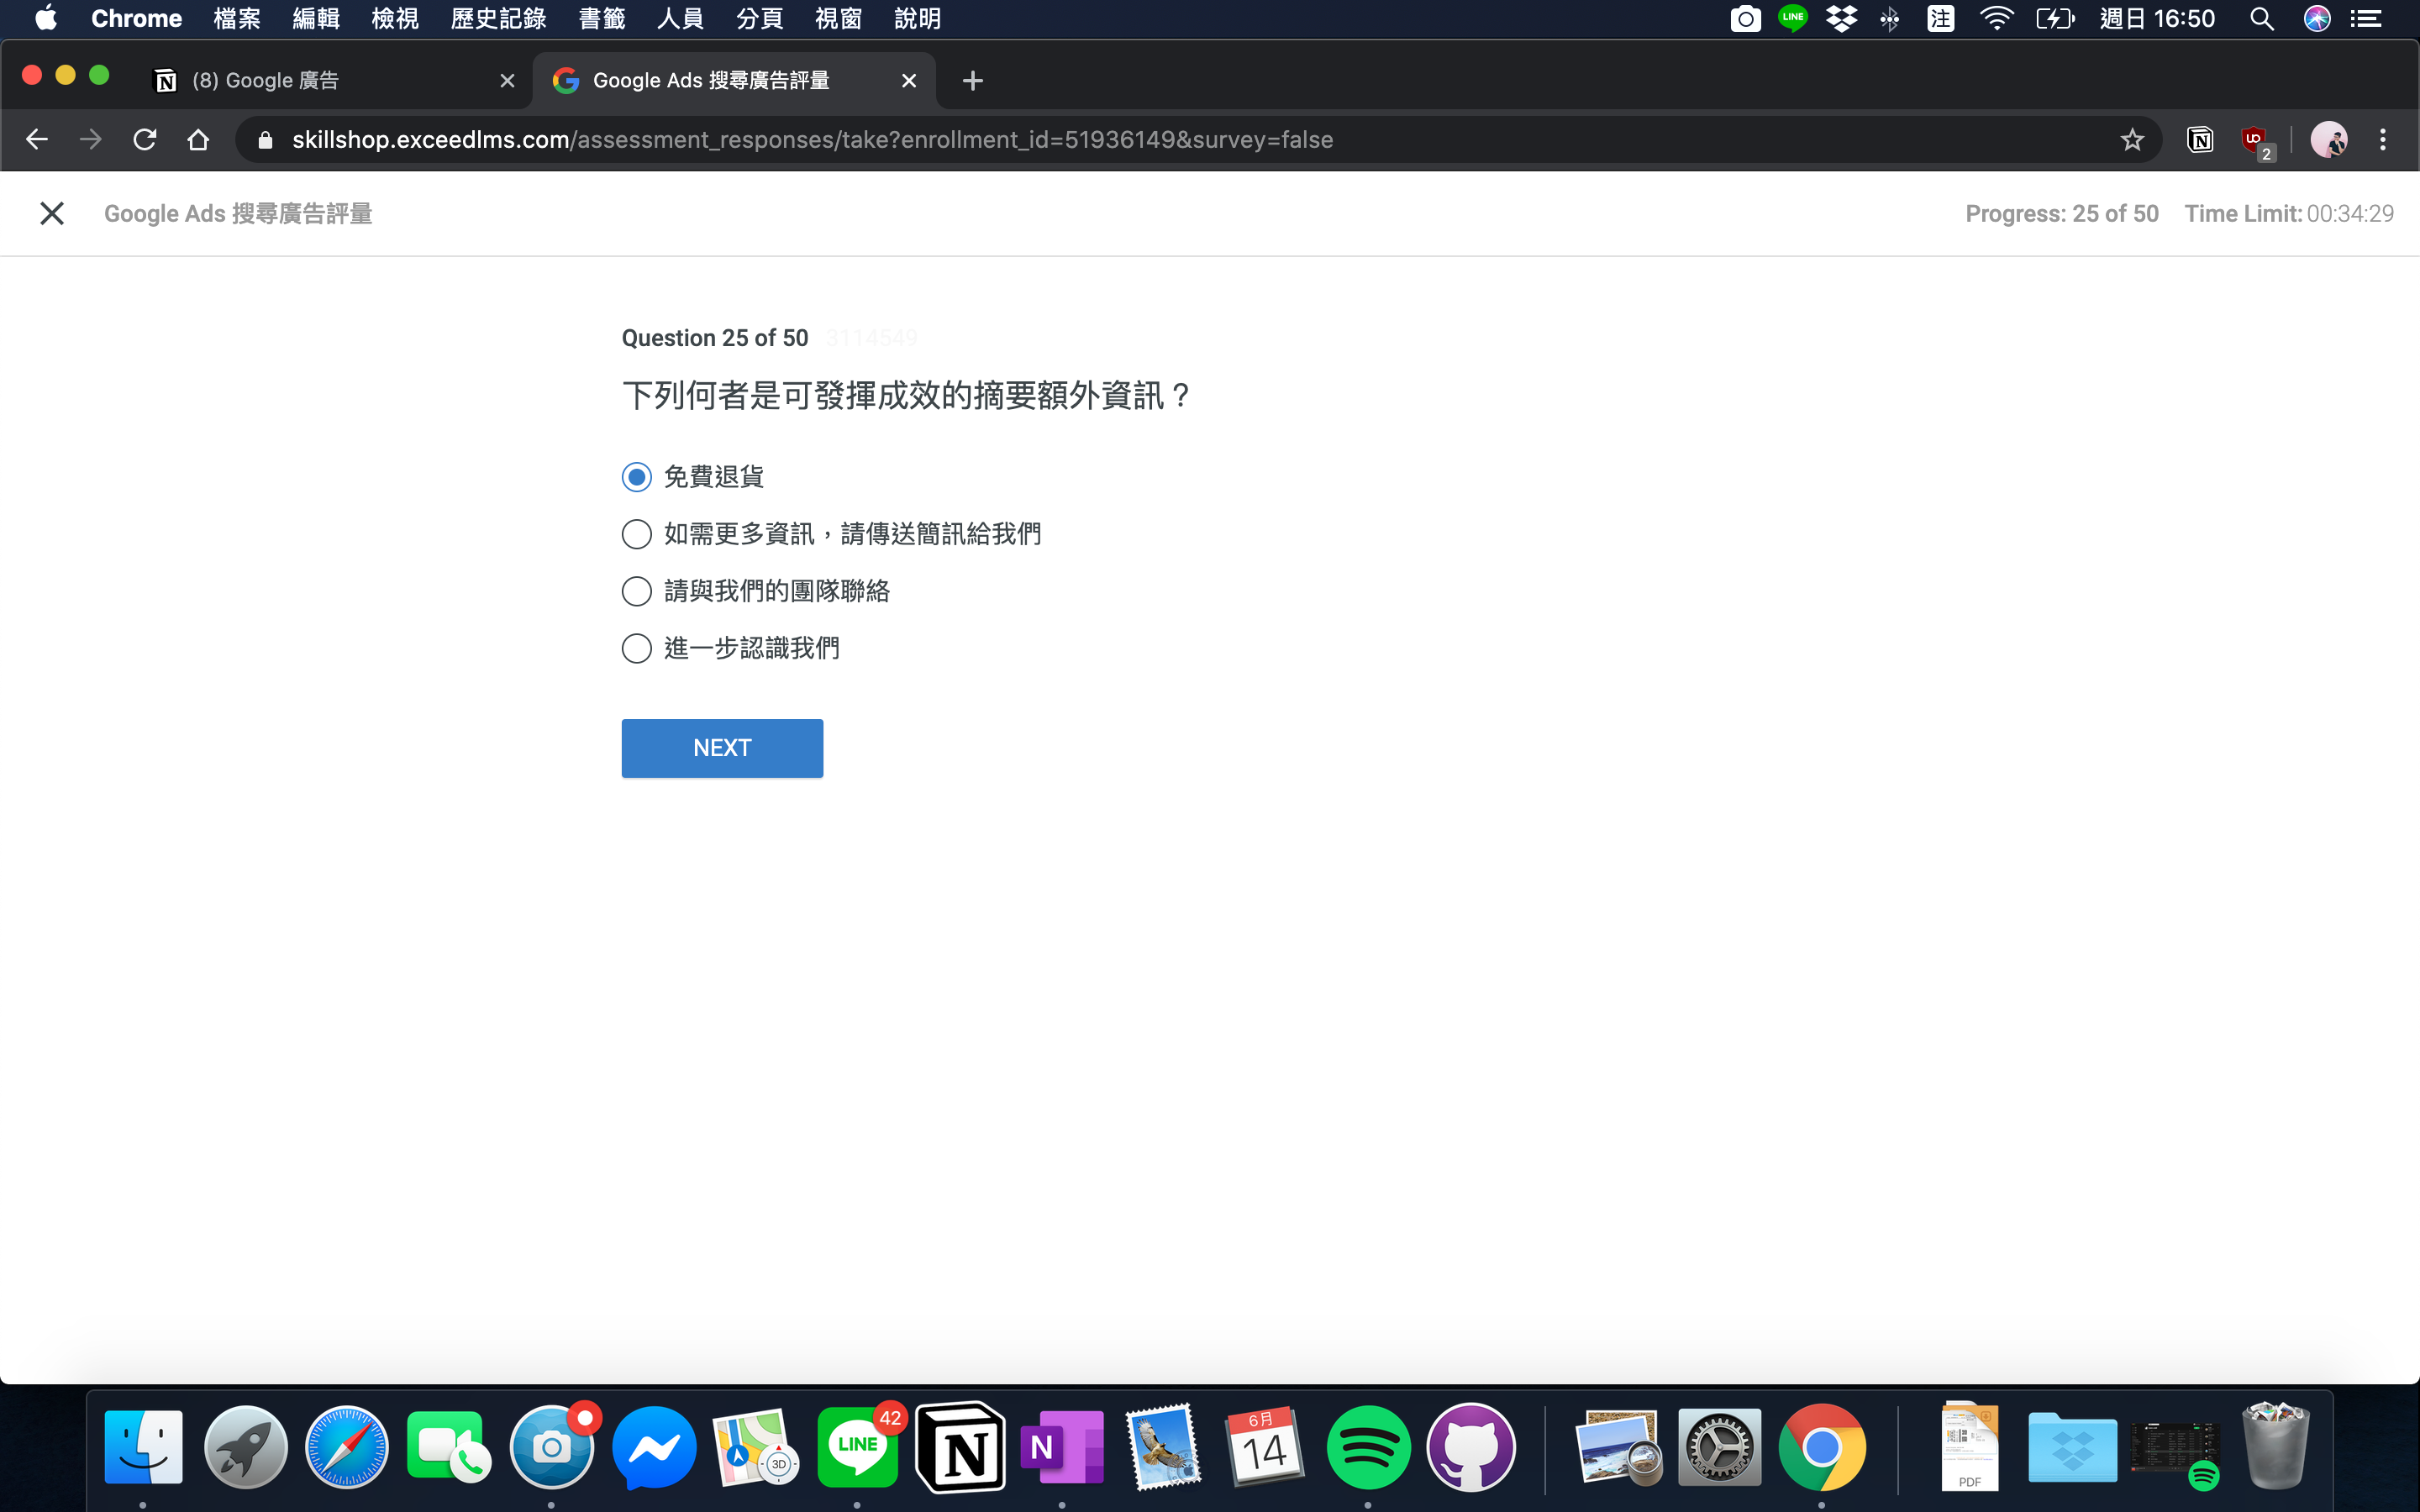 Chrome 檔案 編輯 檢視 歷史記錄 書籤 人員 分頁 視窗 說明 LINE 注 週日 16:50
(8) Google 廣告 Google Ads 搜尋廣告評量
skillshop.exceedlms.com/assessment_responses/take?enrollment_id=51936149&survey=false 2
Google Ads 搜尋廣告評量 Progress: 25 of 50 Time Limit: 00:34:29
Question 25 of 50 3114549
下列何者是可發揮成效的摘要額外資訊？
免費退貨
如需更多資訊，請傳送簡訊給我們
請與我們的團隊聯絡
進一步認識我們
NEXT
3D LINE 42 N N 6月 14 PDF